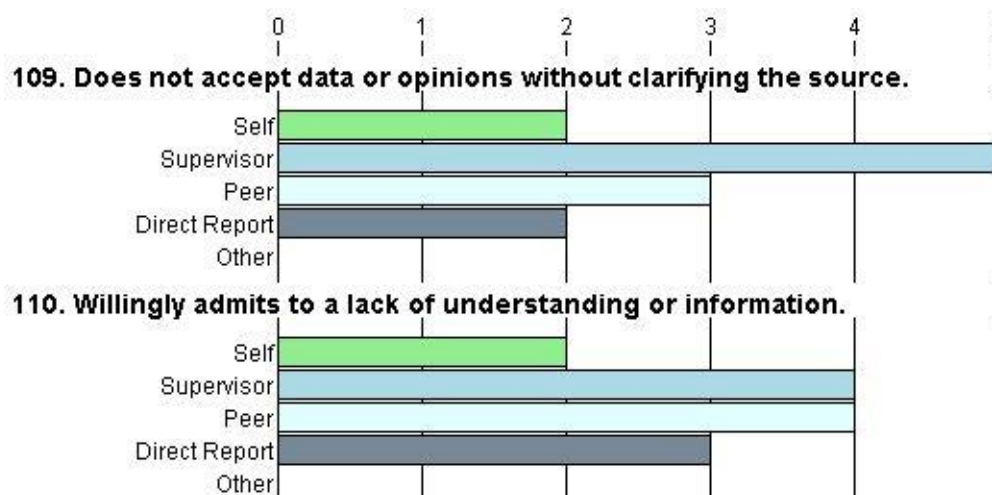 0 1 2 3 4
109. Does not accept data or opinions without clarifying the source.
Self
Supervisor
Peer
Direct Report
Other
110. Willingly admits to a lack of understanding or information.
Self
Supervisor
Peer
Direct Report
Other